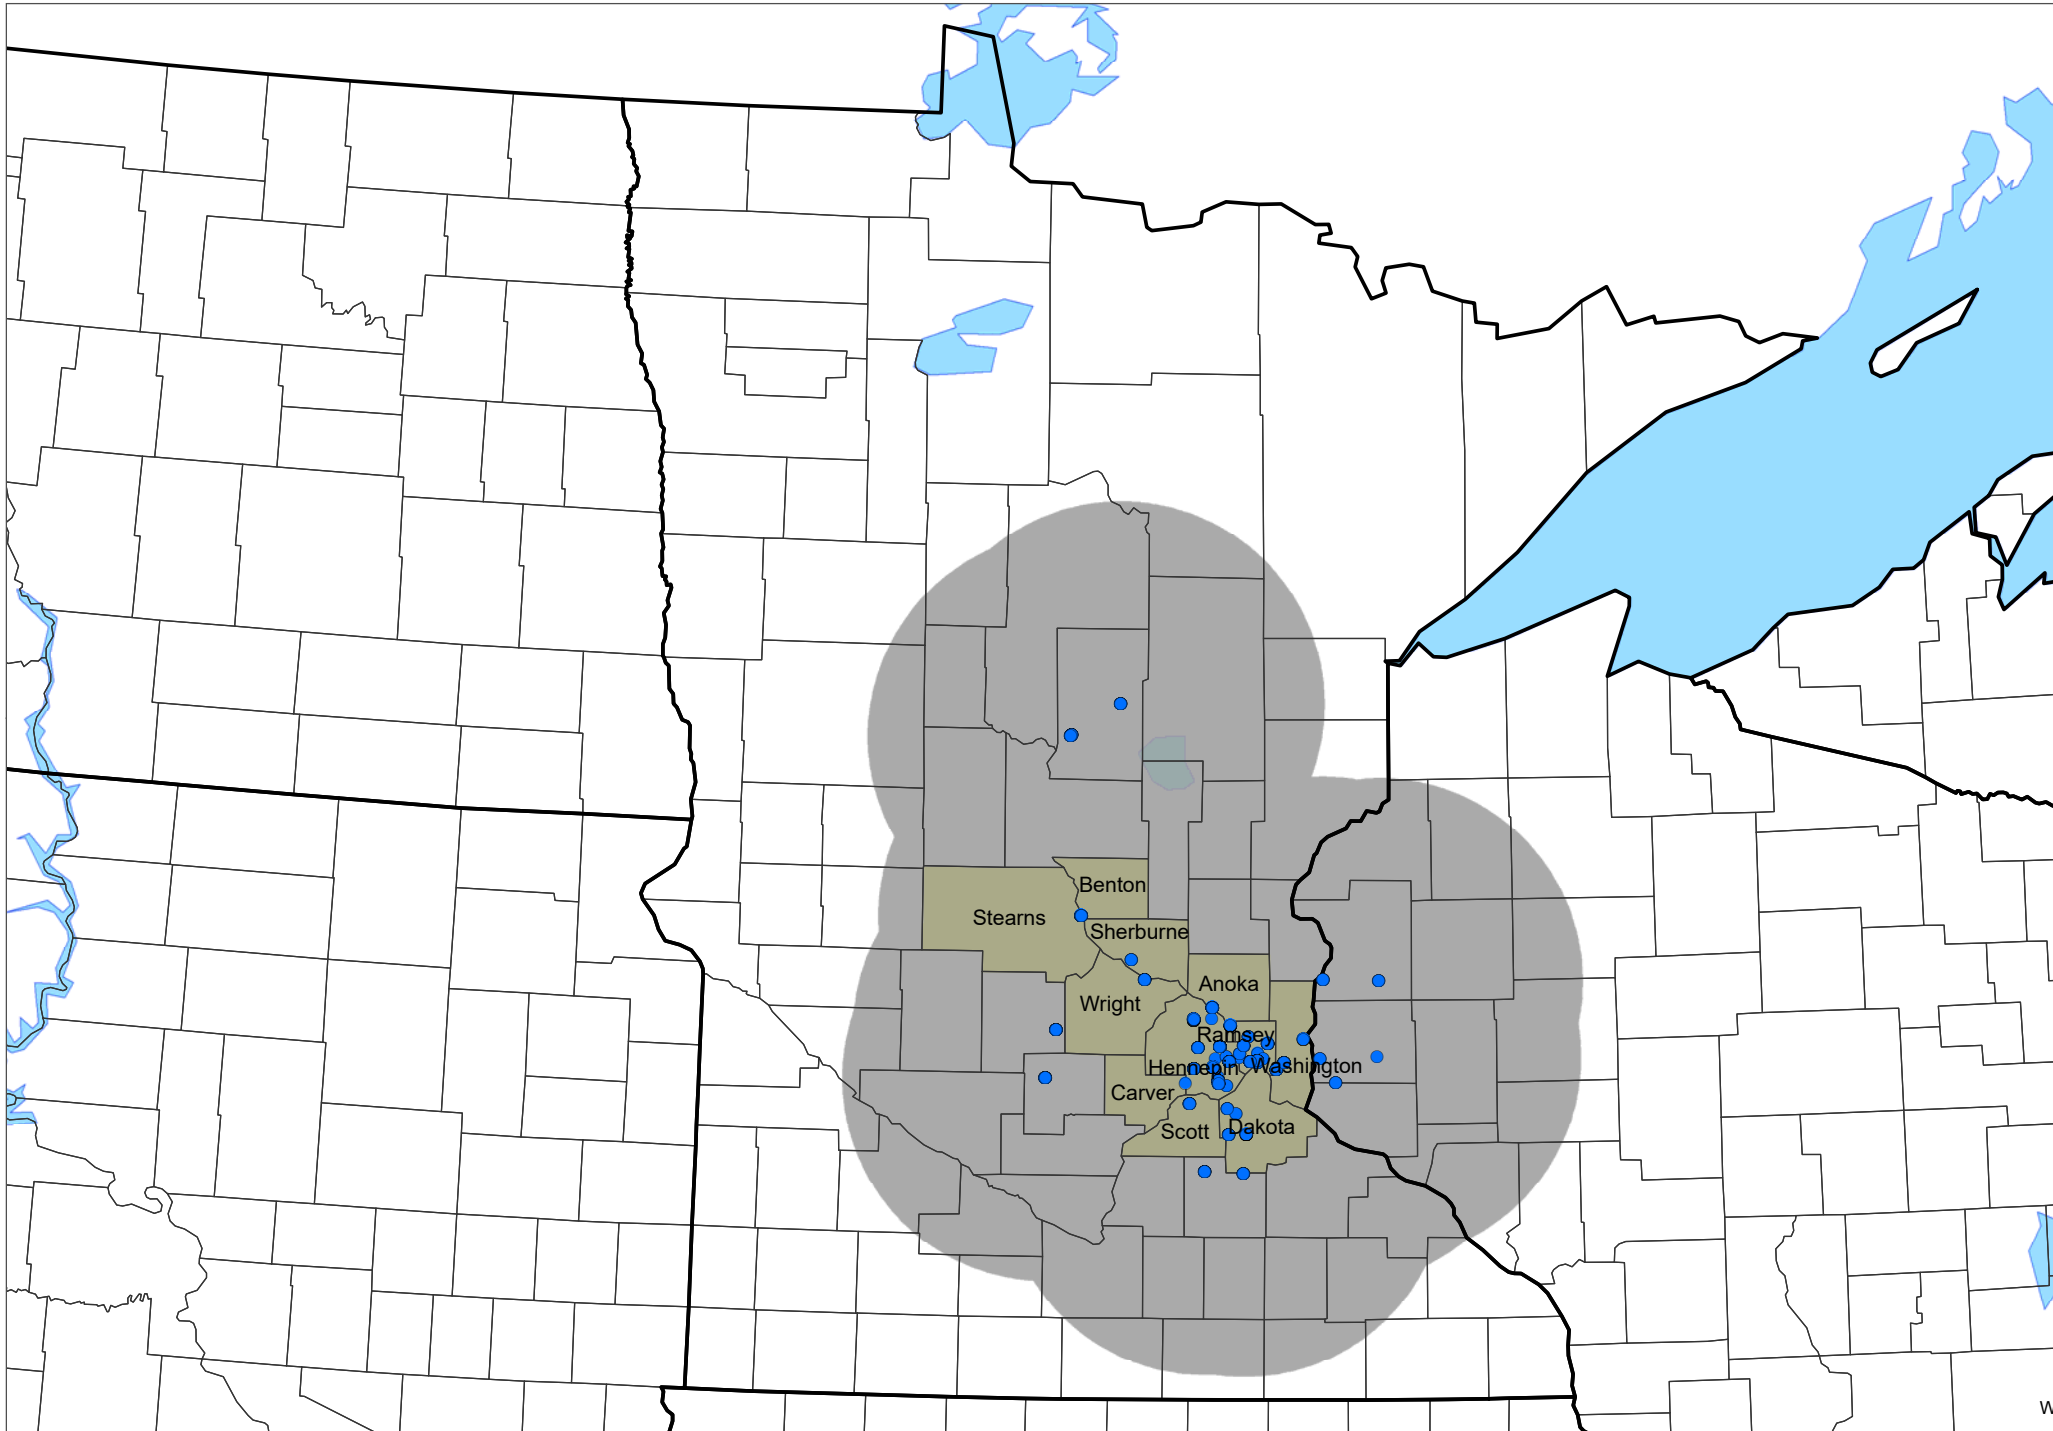 Benton
Stearns
Sherburne
Anoka
Wright
Ramsey
Hennepin
Washington
Carver
Dakota
Scott
W